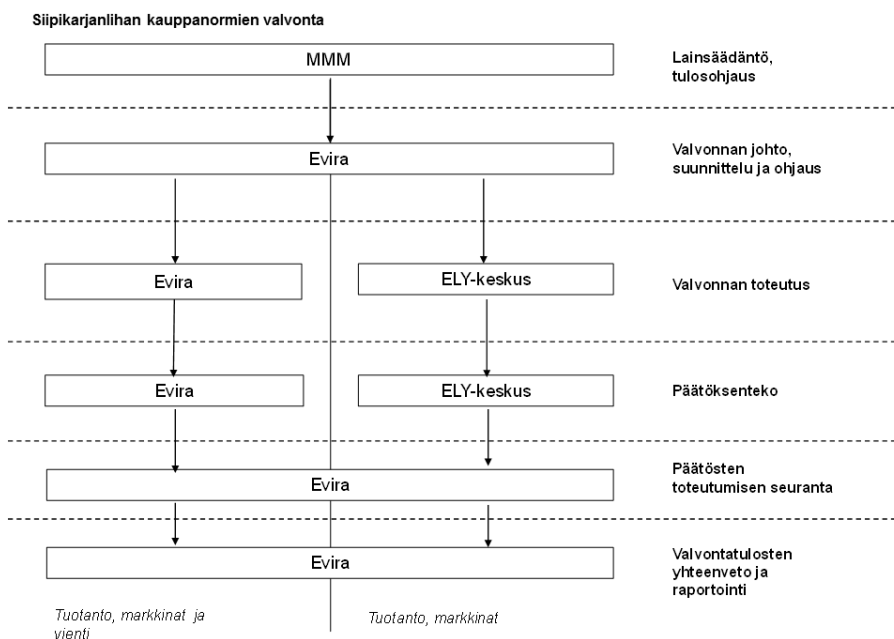 Siipikarjanlihan kauppanormien valvonta
MMM
Lainsäädäntö,
tulosohjaus
Evira
Valvonnan johto,
suunnittelu ja ohjaus
Evira
ELY-keskus
Valvonnan toteutus
Evira
ELY-keskus
Päätöksenteko
Evira
Päätösten
toteutumisen seuranta
Evira
Valvontatulosten
yhteenveto ja
raportointi
Tuotanto, markkinat ja
vienti
Tuotanto, markkinat